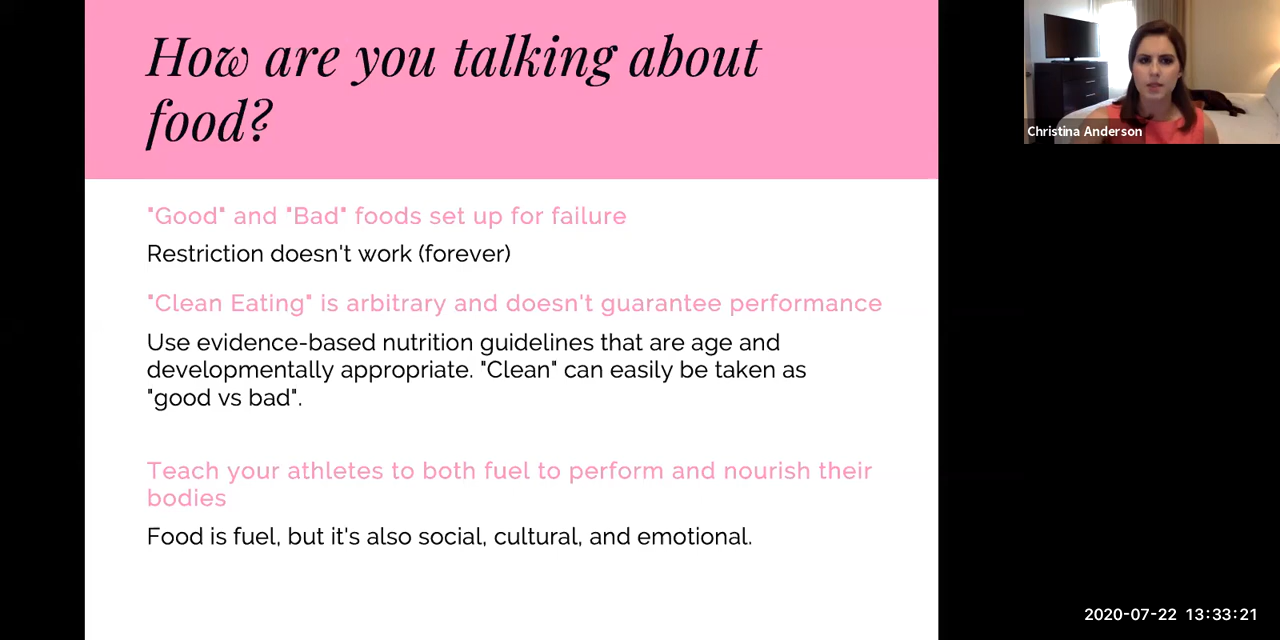 How are you talking about
food?
"Good" and "Bad" foods set up for failure
Restriction doesn't work (forever)
"Clean Eating" is arbitrary and doesn't guarantee performance
Use evidence-based nutrition guidelines that are age and
developmentally appropriate. "Clean" can easily be taken as
"good vs bad".
Teach your athletes to both fuel to perform and nourish their
bodies
Food is fuel, but it's also social, cultural, and emotional.
Christina Anderson
2020-07-22 13:33:21